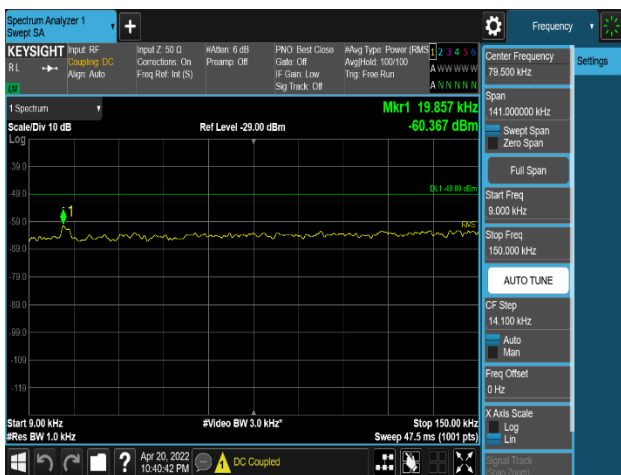 Spectrum Analyzer 1
Swept SA
+
Frequency
KEYSIGHT
Input: RF
Coupling: DC
Align: Auto
Input Z: 50 Ω
Corrections: On
Freq Ref: Int (S)
#Atten: 6 dB
Preamp: Off
PNO: Best Close
Gate: Off
IF Gain: Low
Sig Track: Off
#Avg Type: Power (RMS
Avg|Hold: 100/100
Trig: Free Run
1 2 3 4 5 6
A W W W W W
A N N N N N
R L
LXI
1 Spectrum
Mkr1 19.857 kHz
Scale/Div 10 dB
Ref Level -29.00 dBm
-60.367 dBm
Log
-39.0
-49.0
DL1 -49.00 dBm
1
-59.0
RMS
-69.0
-79.0
-89.0
-99.0
-109
-119
Start 9.00 kHz
#Video BW 3.0 kHz*
Stop 150.00 kHz
#Res BW 1.0 kHz
Sweep 47.5 ms (1001 pts)
Center Frequency
79.500 kHz
Settings
Span
141.000000 kHz
Swept Span
Zero Span
Full Span
Start Freq
9.000 kHz
Stop Freq
150.000 kHz
AUTO TUNE
CF Step
14.100 kHz
Auto
Man
Freq Offset
0 Hz
X Axis Scale
Log
Lin
Signal Track
(Span Zoom)
?
Apr 20, 2022
10:40:42 PM
1
DC Coupled